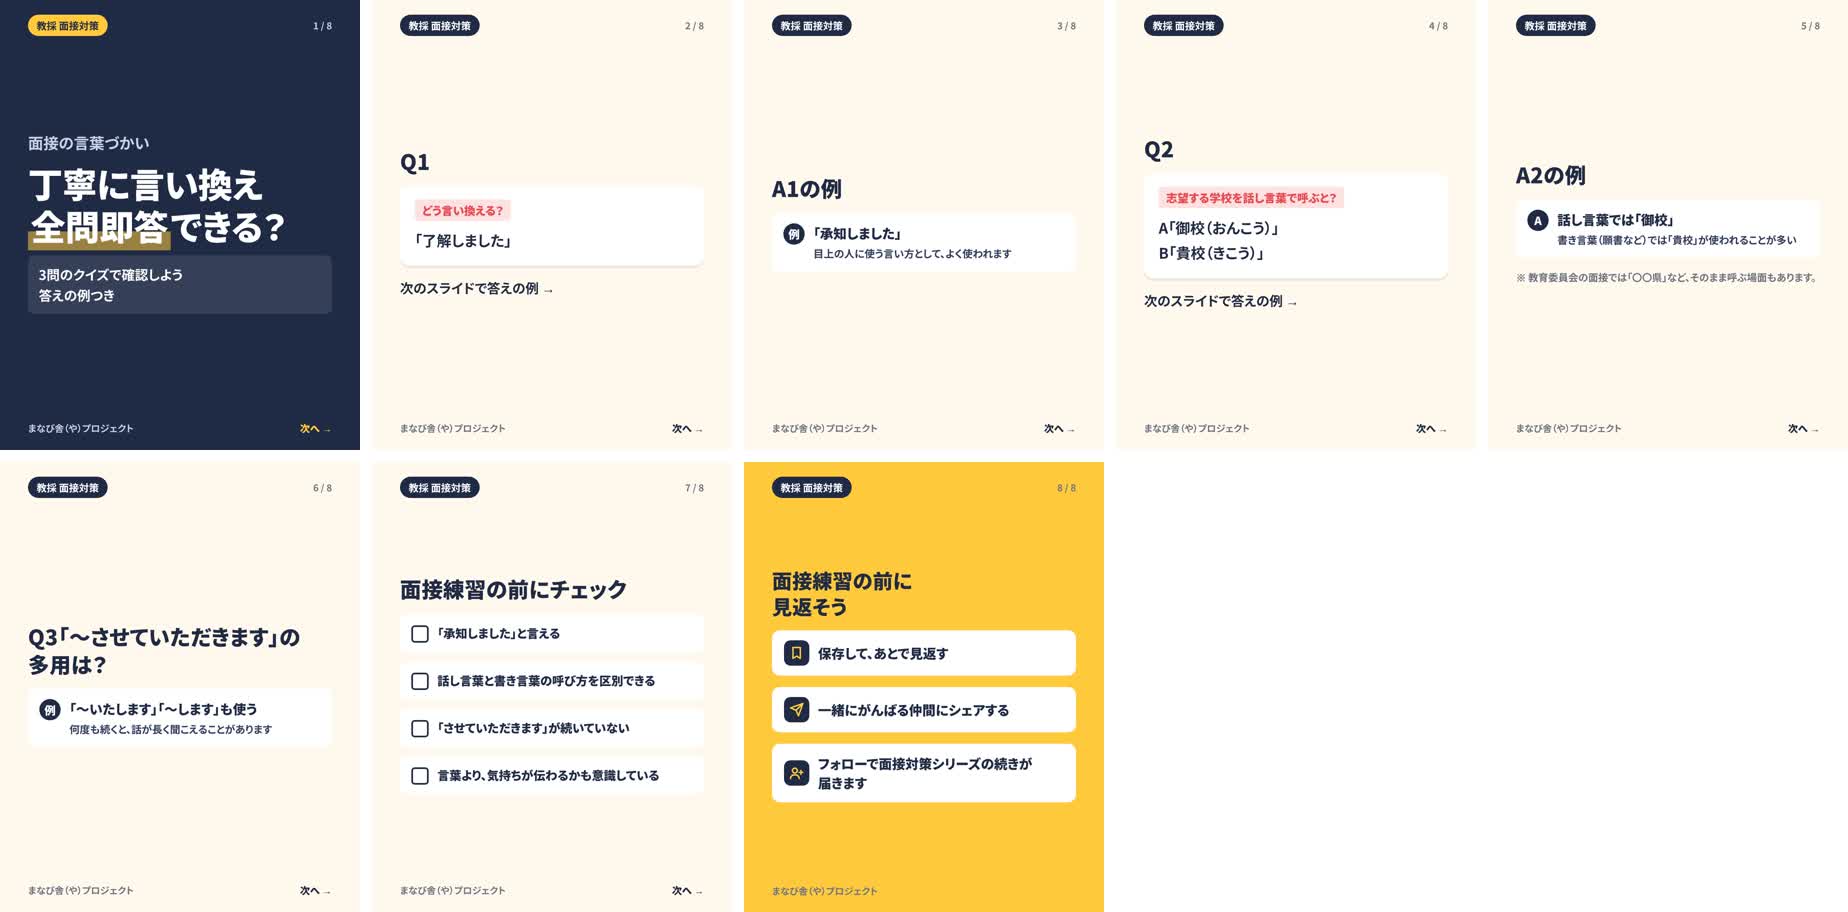 教採 面接対策
1 / 8
面接の言葉づかい
丁寧に言い換え
全問即答できる？
3問のクイズで確認しよう
答えの例つき
まなび舎（や）プロジェクト
次へ →
教採 面接対策
2 / 8
Q1
どう言い換える？
「了解しました」
次のスライドで答えの例 →
まなび舎（や）プロジェクト
次へ →
教採 面接対策
3 / 8
A1の例
例
「承知しました」
目上の人に使う言い方として、よく使われます
まなび舎（や）プロジェクト
次へ →
教採 面接対策
4 / 8
Q2
志望する学校を話し言葉で呼ぶと？
A「御校（おんこう）」
B「貴校（きこう）」
次のスライドで答えの例 →
まなび舎（や）プロジェクト
次へ →
教採 面接対策
5 / 8
A2の例
A
話し言葉では「御校」
書き言葉（願書など）では「貴校」が使われることが多い
※ 教育委員会の面接では「〇〇県」など、そのまま呼ぶ場面もあります。
まなび舎（や）プロジェクト
次へ →
教採 面接対策
6 / 8
Q3「〜させていただきます」の
多用は？
例
「〜いたします」「〜します」も使う
何度も続くと、話が長く聞こえることがあります
まなび舎（や）プロジェクト
次へ →
教採 面接対策
7 / 8
面接練習の前にチェック
「承知しました」と言える
話し言葉と書き言葉の呼び方を区別できる
「させていただきます」が続いていない
言葉より、気持ちが伝わるかも意識している
まなび舎（や）プロジェクト
次へ →
教採 面接対策
8 / 8
面接練習の前に
見返そう
保存して、あとで見返す
一緒にがんばる仲間にシェアする
フォローで面接対策シリーズの続きが
届きます
まなび舎（や）プロジェクト